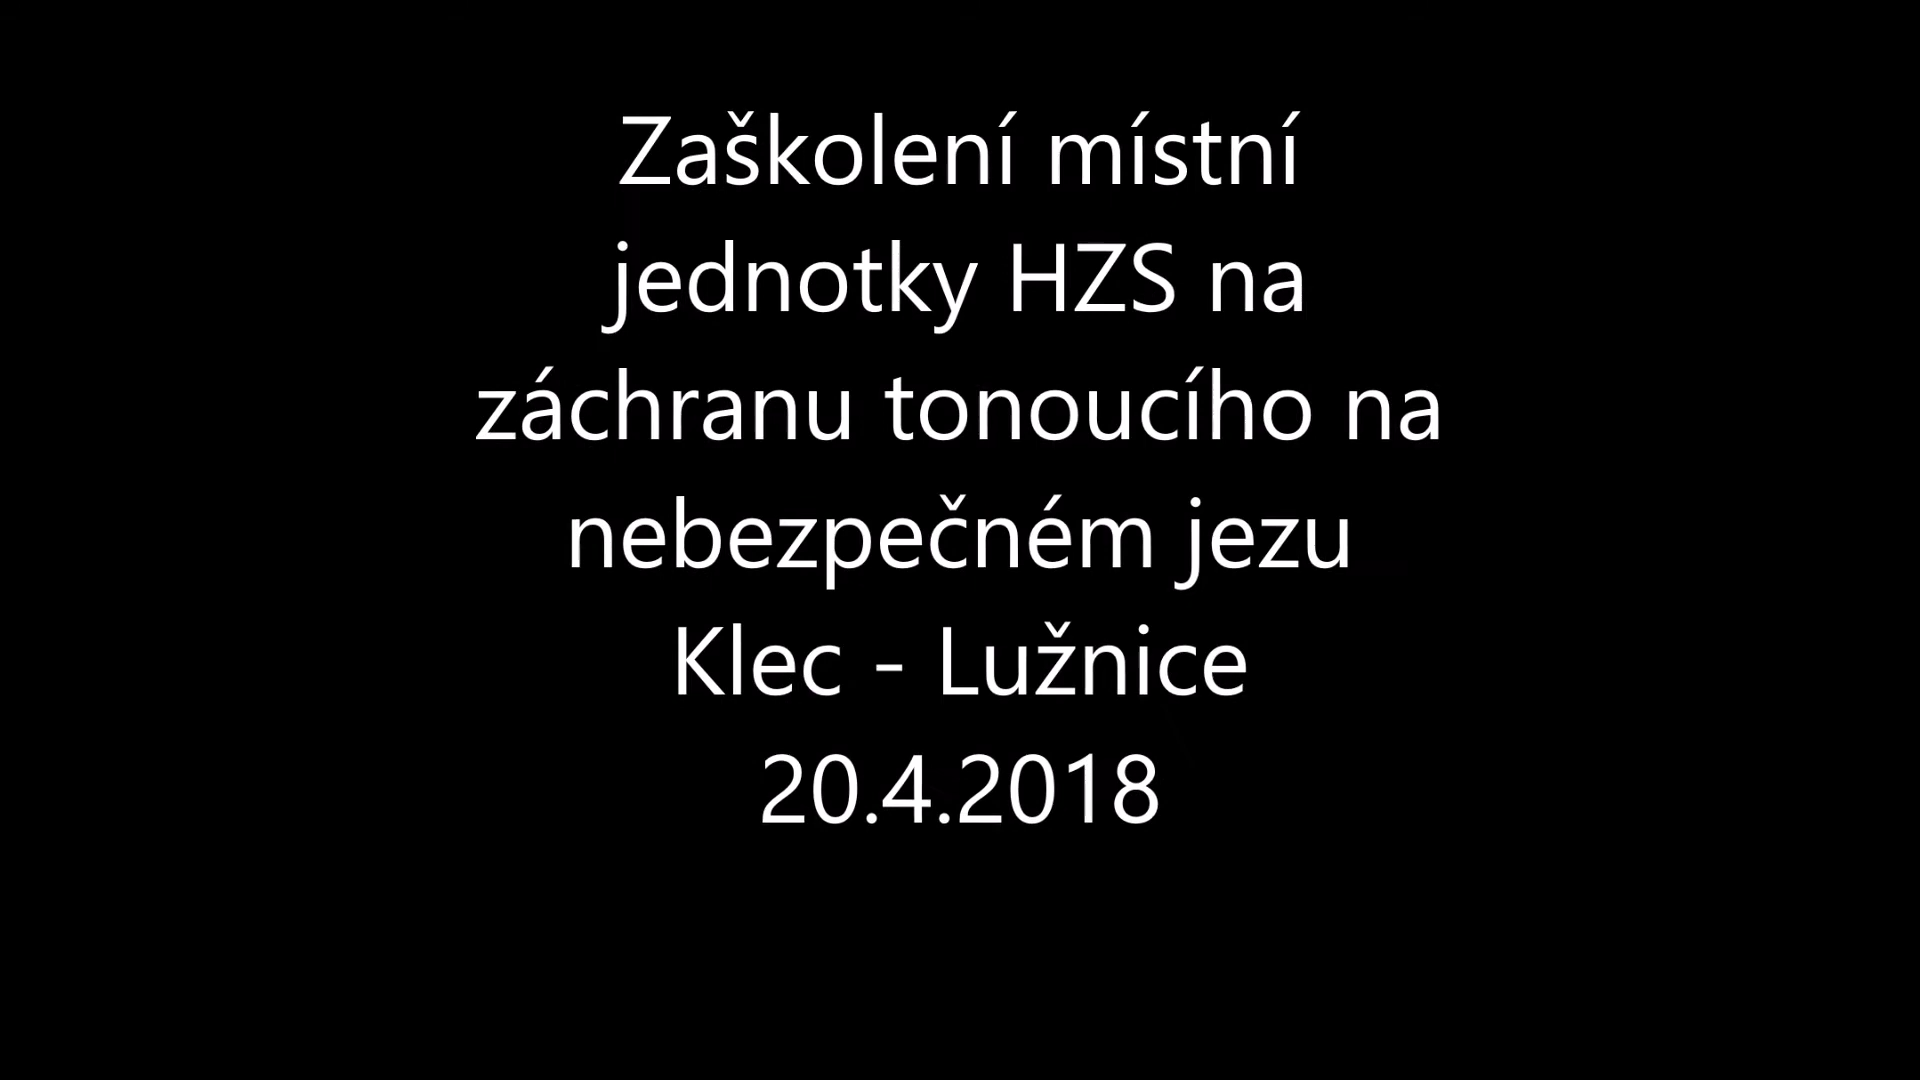 Zaškolení místní
jednotky HZS na
záchranu tonoucího na
nebezpečném jezu
Klec - Lužnice
20.4.2018